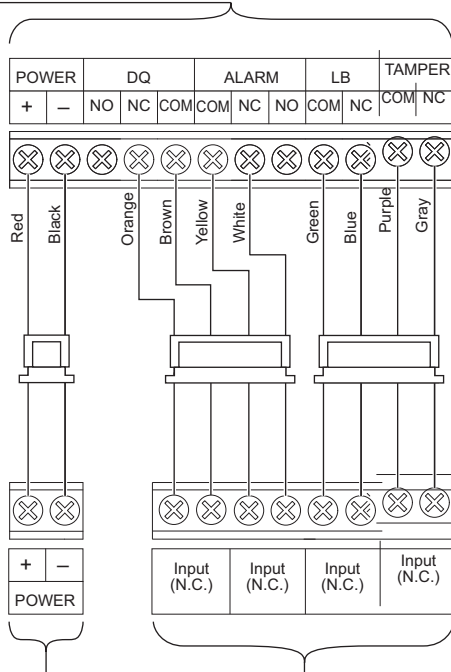 POWER DQ ALARM LB TAMPER
+ – NO NC COM COM NC NO COM NC COM NC
Red Black Orange Brown Yellow White Green Blue Purple Gray
+ –
POWER
Input Input Input Input
(N.C.) (N.C.) (N.C.) (N.C.)